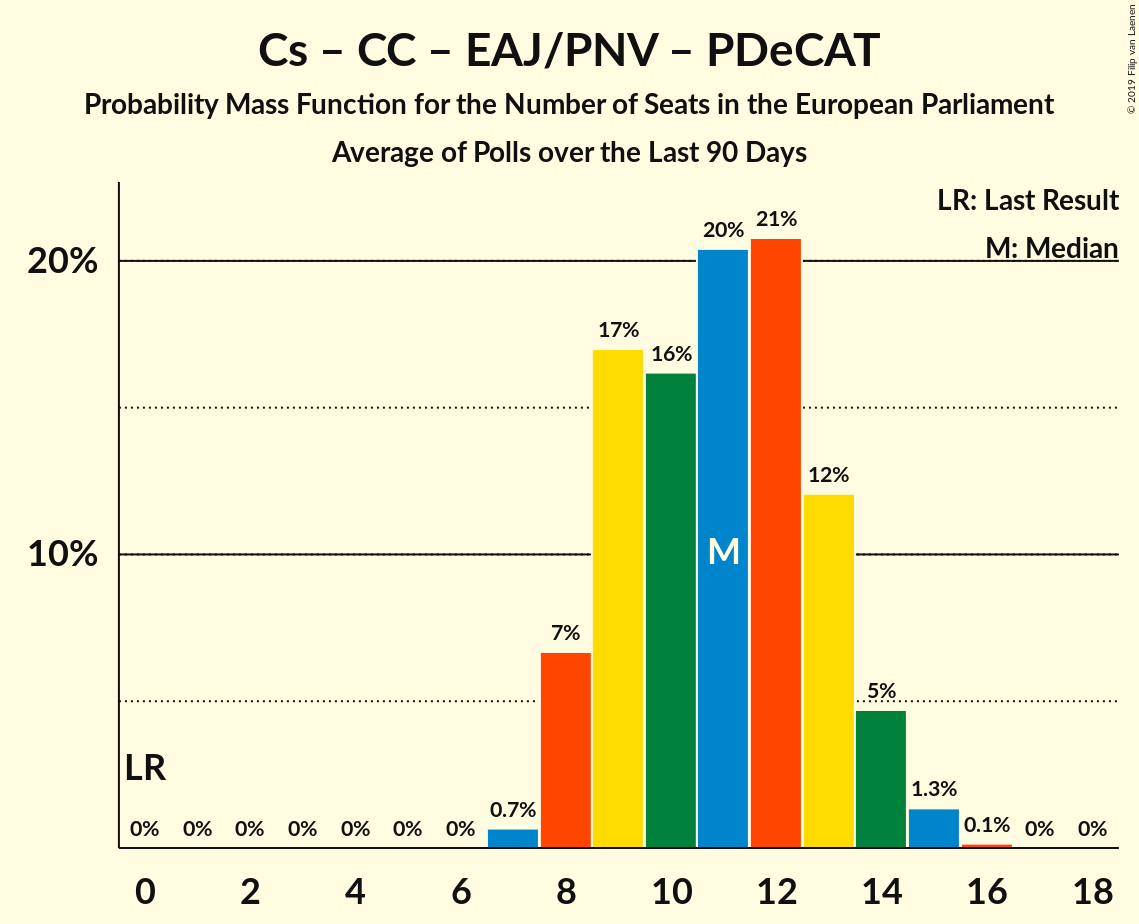 Cs – CC – EAJ/PNV – PDeCAT
Probability Mass Function for the Number of Seats in the European Parliament
Average of Polls over the Last 90 Days
© 2019 Filip van Laenen
LR: Last Result
M: Median
20%
10%
0% 0% 0% 0% 0% 0% 0% 0.7% 7% 17% 16% 20% 21% 12% 5% 1.3% 0.1% 0% 0%
M
LR
0 2 4 6 8 10 12 14 16 18